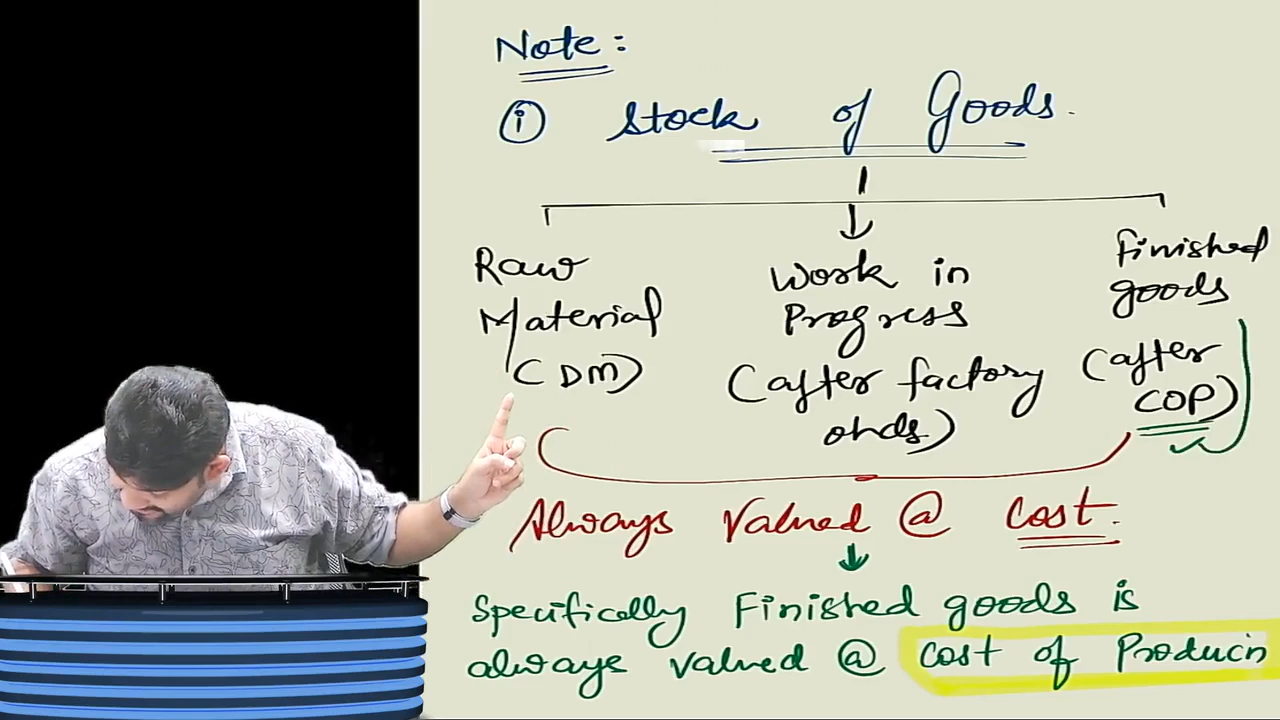 Note:
① Stock of Goods.
Raw
Material
(DM)
Work in
Progress
(after factory
ohds)
Finished
goods
(after
COP)
Always Valued @ Cost.
Specifically Finished goods is
always valued @ Cost of Producn